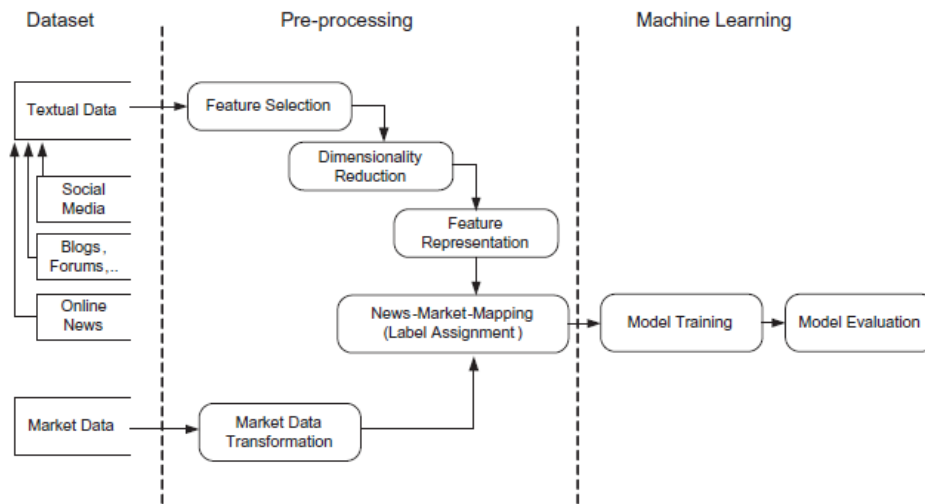 Dataset
Pre-processing
Machine Learning
Textual Data
Feature Selection
Dimensionality
Reduction
Social
Media
Feature
Representation
Blogs,
Forums,..
Online
News
News-Market-Mapping
(Label Assignment)
Model Training
Model Evaluation
Market Data
Market Data
Transformation